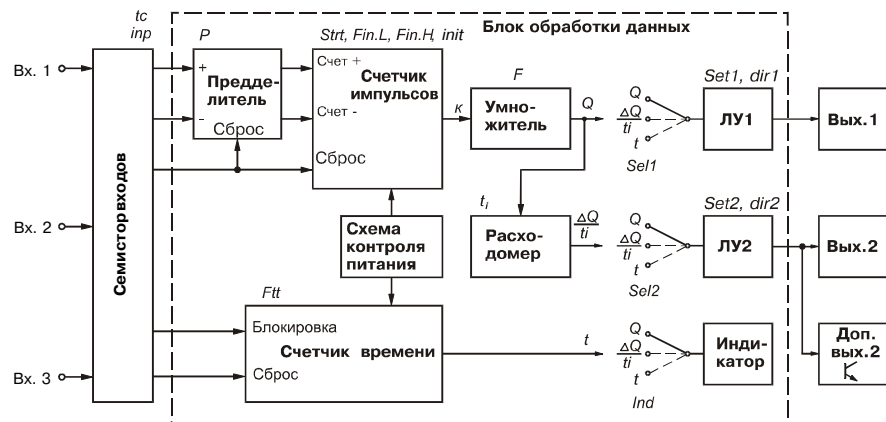 Блок обработки данных
tc
inp
P
Strt, Fin.L, Fin.H, init
Вх. 1
Вх. 2
Вх. 3
Семистор входов
+
-
Предде-
литель
Сброс
Счет +
Счет -
Сброс
Счетчик
импульсов
к
F
Умно-
житель
Q
Q
ΔQ
ti
t
Sel1
Set1, dir1
ЛУ1
Вых.1
Схема
контроля
питания
ti
Расхо-
домер
ΔQ
ti
Q
ΔQ
ti
t
Sel2
Set2, dir2
ЛУ2
Вых.2
Ftt
Блокировка
Счетчик времени
Сброс
t
Q
ΔQ
ti
t
Ind
Инди-
катор
Доп.
вых.2